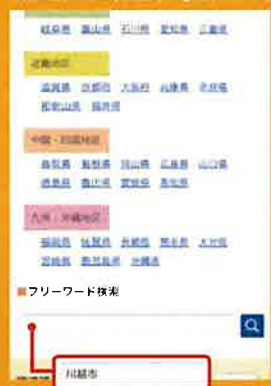 岐阜県 富山県 石川県 愛知県 三重県
近畿地区
滋賀県 京都府 大阪府 兵庫県 奈良県
和歌山県 福井県
中国・四国地区
鳥取県 島根県 岡山県 広島県 山口県
徳島県 香川県 愛媛県 高知県
九州・沖縄地区
福岡県 佐賀県 長崎県 熊本県 大分県
宮崎県 鹿児島県 沖縄県
フリーワード検索
川越市